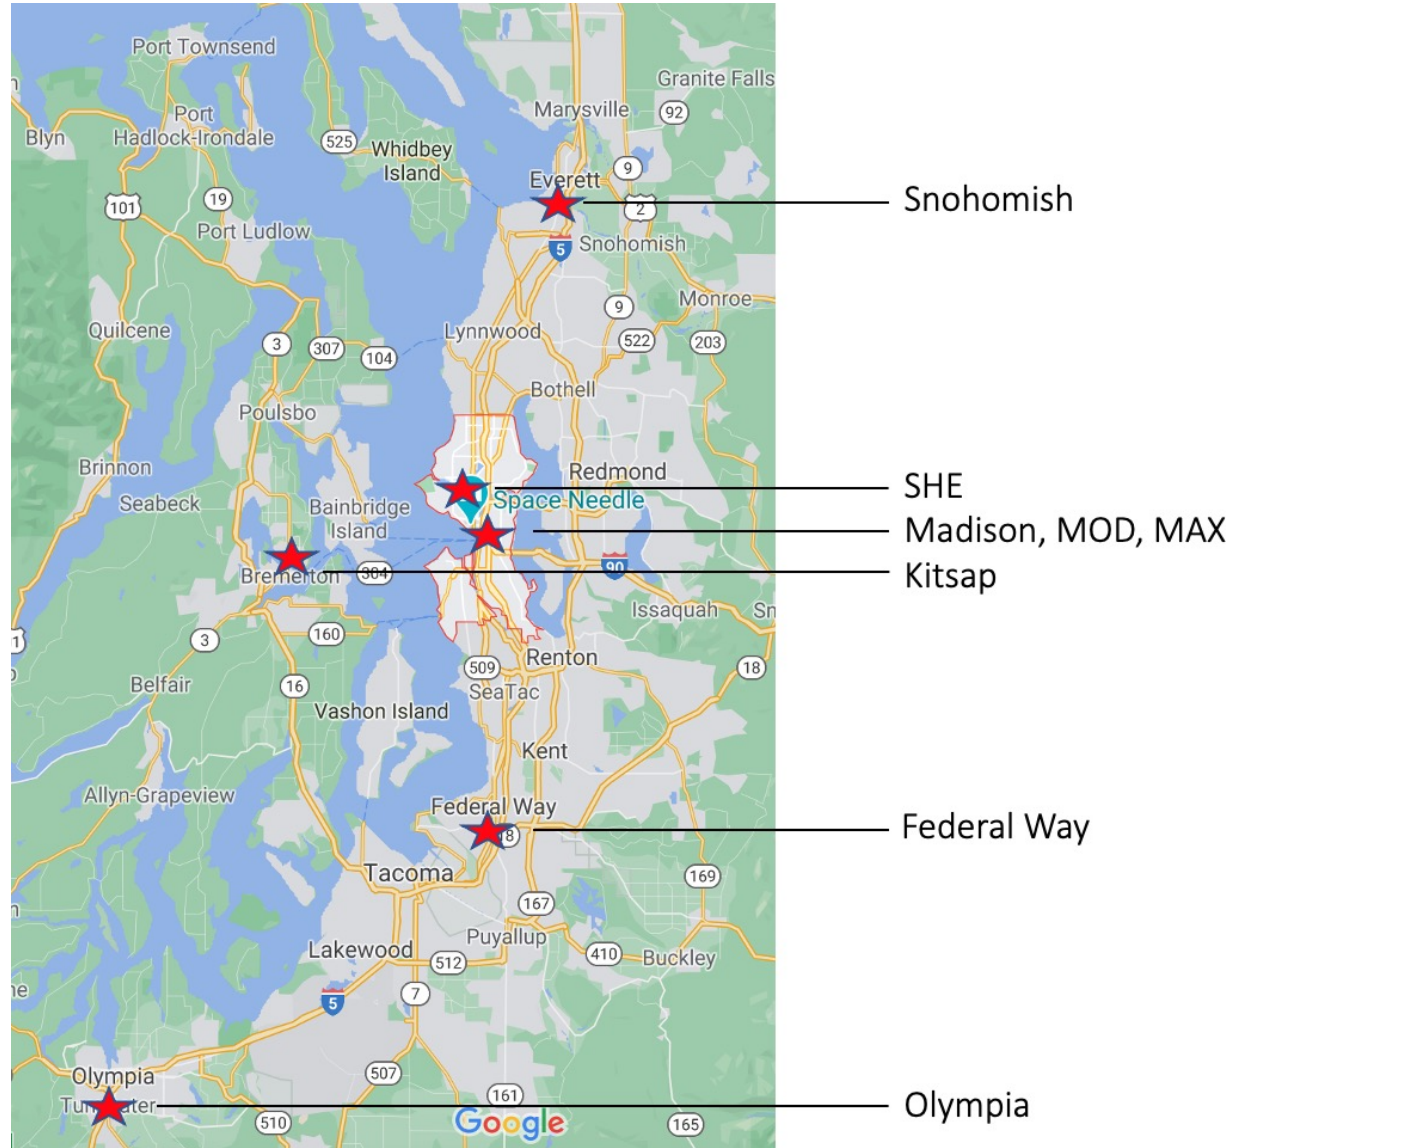 Port Townsend
Granite Falls
Marysville
92
Port
Hadlock-Irondale
Blyn
525
Whidbey
Island
9
Everett
101
19
2
Snohomish
Port Ludlow
5
Snohomish
Monroe
9
Quilcene
Lynnwood
3
307
104
522
203
Bothell
Poulsbo
Brinnon
Redmond
SHE
Seabeck
Space Needle
Bainbridge
Island
Madison, MOD, MAX
Bremerton
304
90
Kitsap
Issaquah
Sn
1
3
160
Renton
509
18
Belfair
16
SeaTac
Vashon Island
Kent
Allyn-Grapeview
Federal Way
8
Federal Way
Tacoma
169
167
Puyallup
Lakewood
512
410
Buckley
7
5
Olympia
507
161
Google
510
165
Olympia